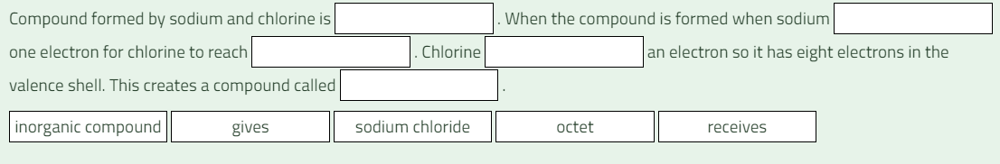 Compound formed by sodium and chlorine is . When the compound is formed when sodium
one electron for chlorine to reach . Chlorine an electron so it has eight electrons in the
valence shell. This creates a compound called .
inorganic compound gives sodium chloride octet receives